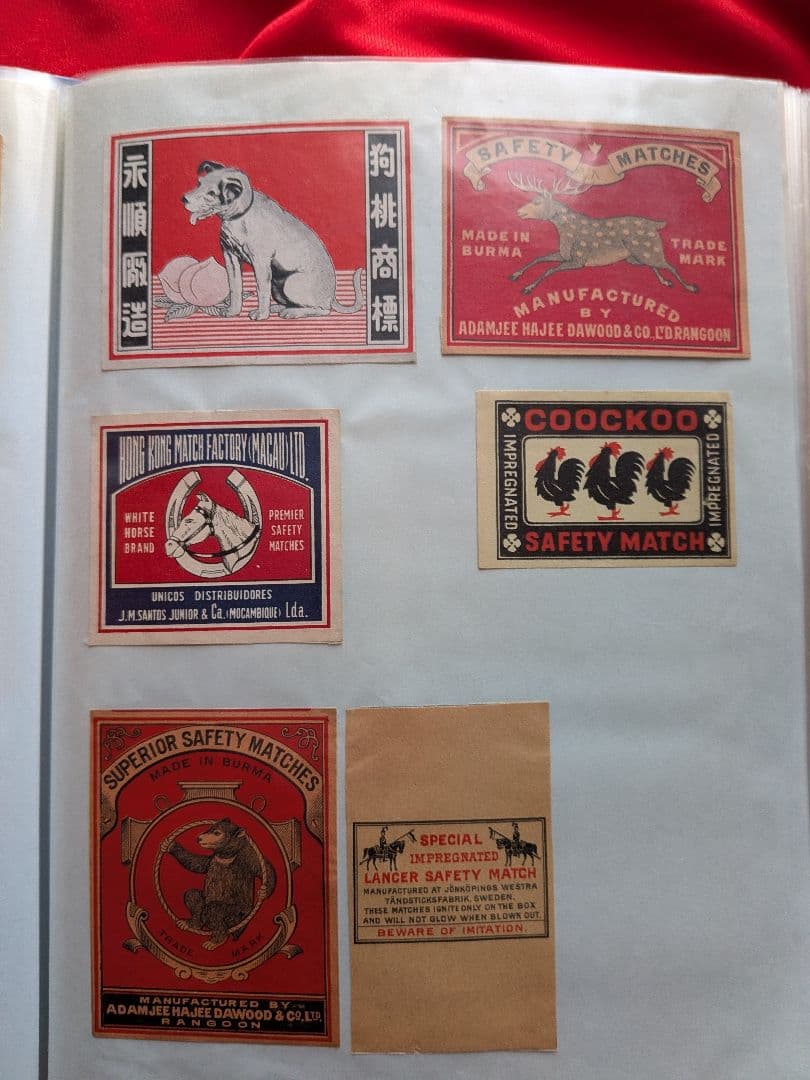 永順廠造
狗桃商標
SAFETY MATCHES
MADE IN BURMA
TRADE MARK
MANUFACTURED
BY
ADAMJEE HAJEE DAWOOD & CO., LTD. RANGOON
HONG KONG MATCH FACTORY (MACAU) LTD.
WHITE HORSE BRAND
PREMIER SAFETY MATCHES
UNICOS DISTRIBUIDORES
J.M. SANTOS JUNIOR & Ca. (MOCAMBIQUE) Lda.
COOCKOO
IMPREGNATED
IMPREGNATED
SAFETY MATCH
SUPERIOR SAFETY MATCHES
MADE IN BURMA
TRADE MARK
MANUFACTURED BY
ADAMJEE HAJEE DAWOOD & CO., LTD.
RANGOON
SPECIAL
IMPREGNATED
LANCER SAFETY MATCH
MANUFACTURED AT JÖNKÖPINGS WESTRA
TÄNDSTICKSFABRIK, SWEDEN.
THESE MATCHES IGNITE ONLY ON THE BOX
AND WILL NOT GLOW WHEN BLOWN OUT.
BEWARE OF IMITATION.